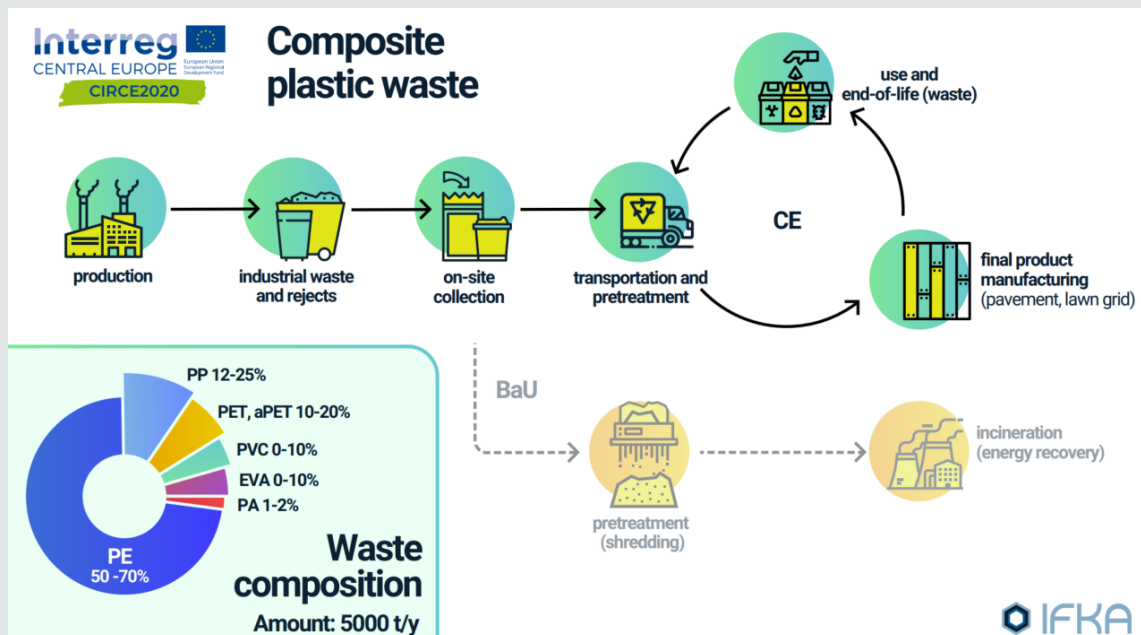 Interreg
CENTRAL EUROPE
European Union
European Regional
Development Fund
CIRCE2020
Composite
plastic waste
use and
end-of-life (waste)
CE
production
industrial waste
and rejects
on-site
collection
transportation and
pretreatment
final product
manufacturing
(pavement, lawn grid)
BaU
pretreatment
(shredding)
incineration
(energy recovery)
PP 12-25%
PET, aPET 10-20%
PVC 0-10%
EVA 0-10%
PA 1-2%
PE
50 -70%
Waste
composition
Amount: 5000 t/y
IFKA